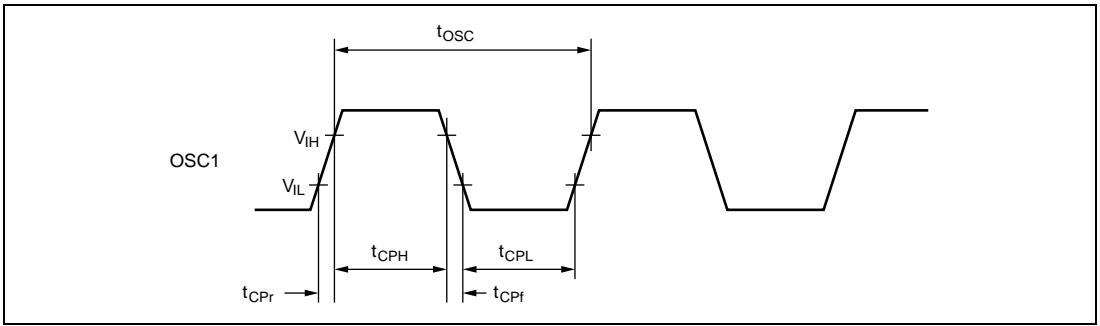 tOSC
VIH
OSC1
VIL
tCPH
tCPL
tCPr
tCPf